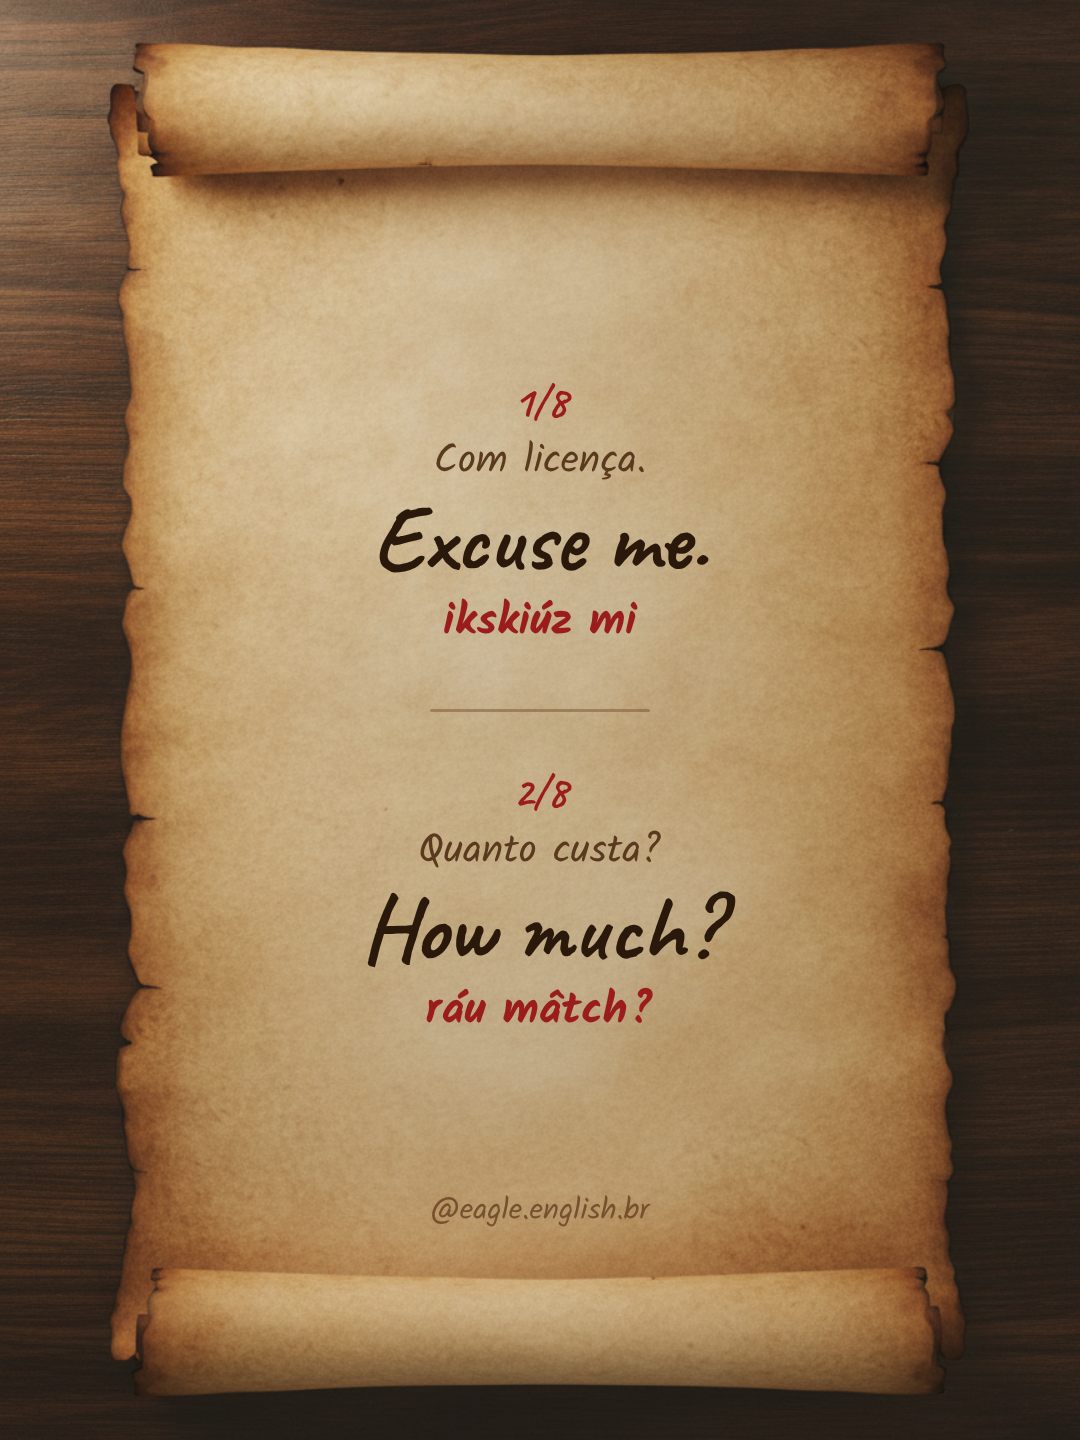 1/8
Com licença.
Excuse me.
ikskiúz mi
2/8
Quanto custa?
How much?
ráu mâtch?
@eagle.english.br